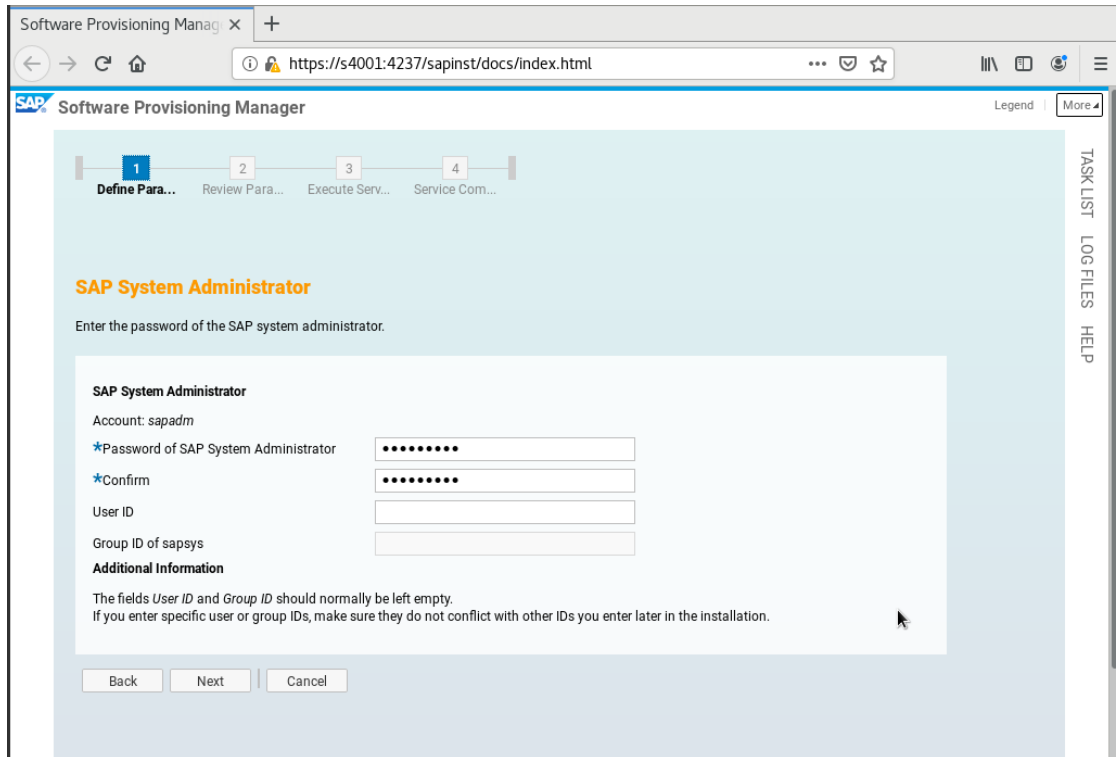 Software Provisioning Manag
https://s4001:4237/sapinst/docs/index.html
SAP Software Provisioning Manager
Legend
More
1
2
3
4
Define Para...
Review Para...
Execute Serv...
Service Com...
TASK LIST
LOG FILES
HELP
SAP System Administrator
Enter the password of the SAP system administrator.
SAP System Administrator
Account: sapadm
*Password of SAP System Administrator •••••••••
*Confirm •••••••••
User ID
Group ID of sapsys
Additional Information
The fields User ID and Group ID should normally be left empty.
If you enter specific user or group IDs, make sure they do not conflict with other IDs you enter later in the installation.
Back
Next
Cancel